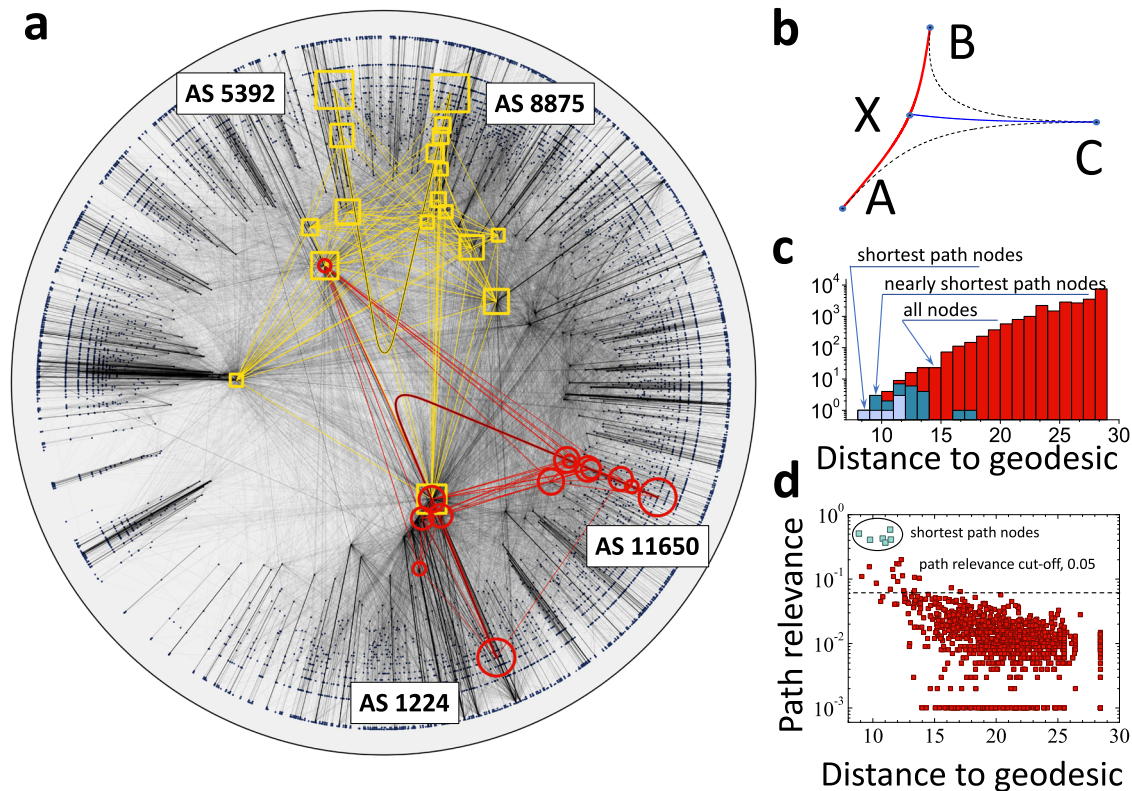 a
AS 5392
AS 8875
AS 11650
AS 1224
b
B
X
A
C
c
shortest path nodes
nearly shortest path nodes
all nodes
10^4
10^3
10^2
10^1
10^0
10 15 20 25 30
Distance to geodesic
d
Path relevance
10^0
10^-1
10^-2
10^-3
shortest path nodes
path relevance cut-off, 0.05
10 15 20 25 30
Distance to geodesic